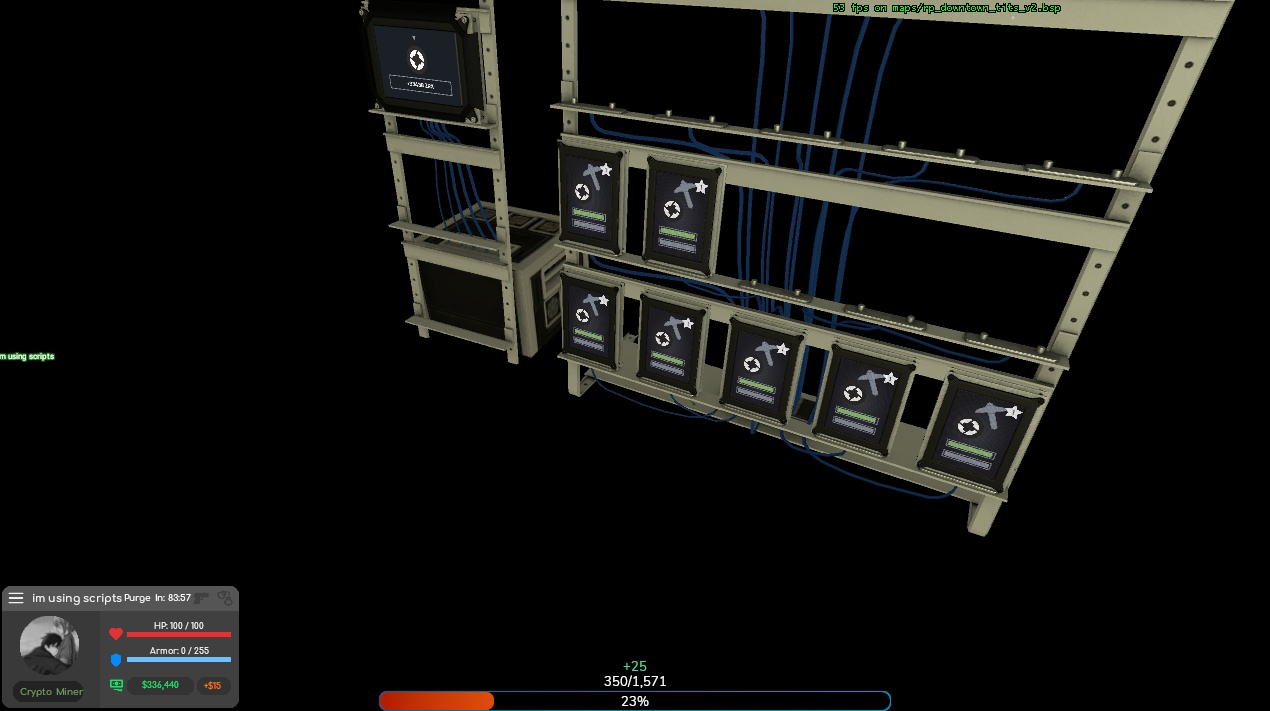 53 fps on maps/rp_downtown_tits_v2.bsp
m using scripts
im using scripts Purge In: 83:57
HP: 100 / 100
Armor: 0 / 255
Crypto Miner
$336,440
+$15
+25
350/1,571
23%